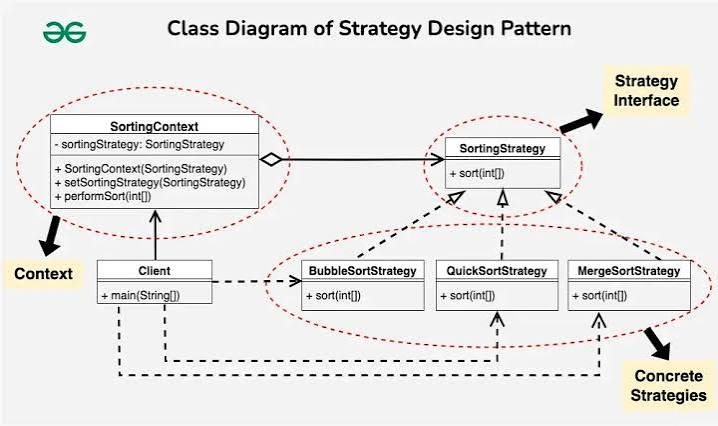 Class Diagram of Strategy Design Pattern
Strategy
Interface
SortingContext
- sortingStrategy: SortingStrategy
+ SortingContext(SortingStrategy)
+ setSortingStrategy(SortingStrategy)
+ performSort(int[])
SortingStrategy
+ sort(int[])
Context
Client
+ main(String[])
BubbleSortStrategy
+ sort(int[])
QuickSortStrategy
+ sort(int[])
MergeSortStrategy
+ sort(int[])
Concrete
Strategies